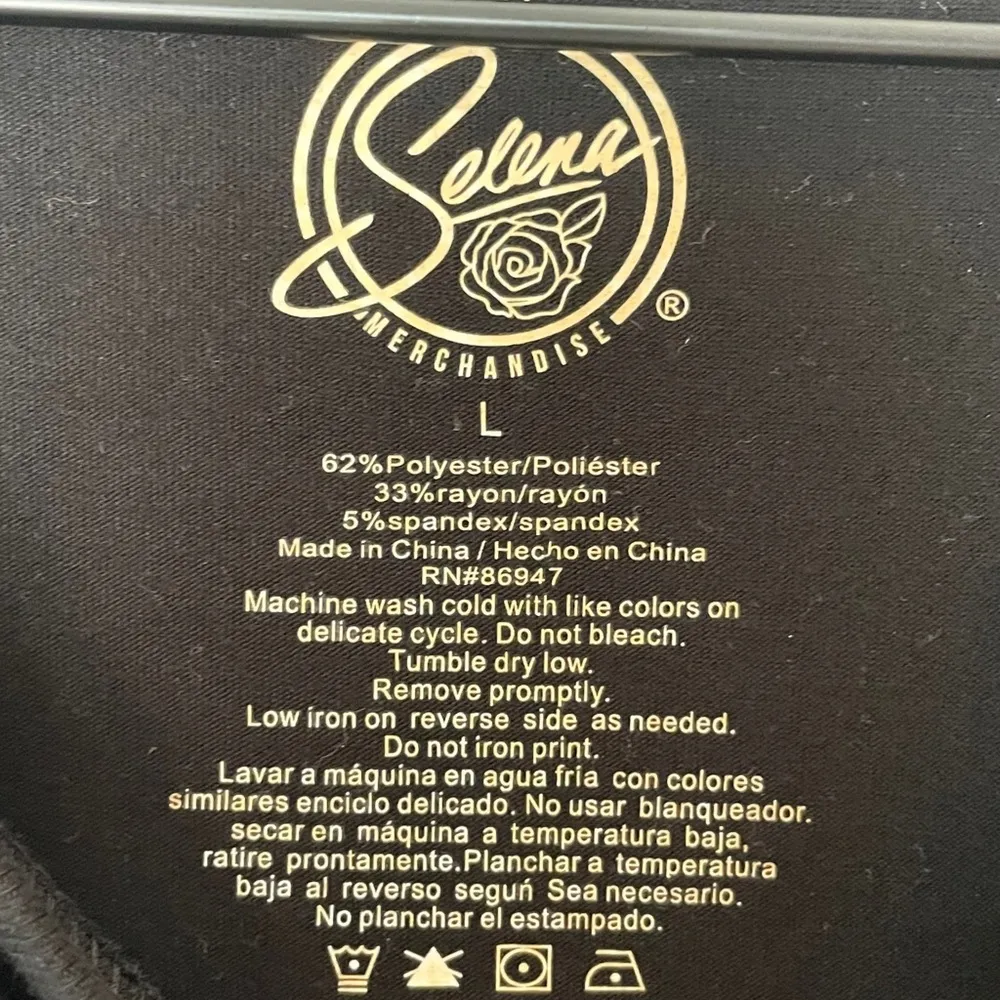 Selena
MERCHANDISE
®
L
62%Polyester/Poliéster
33%rayon/rayón
5%spandex/spandex
Made in China / Hecho en China
RN#86947
Machine wash cold with like colors on
delicate cycle. Do not bleach.
Tumble dry low.
Remove promptly.
Low iron on reverse side as needed.
Do not iron print.
Lavar a máquina en agua fria con colores
similares enciclo delicado. No usar blanqueador.
secar en máquina a temperatura baja,
ratire prontamente.Planchar a temperatura
baja al reverso seguń Sea necesario.
No planchar el estampado.